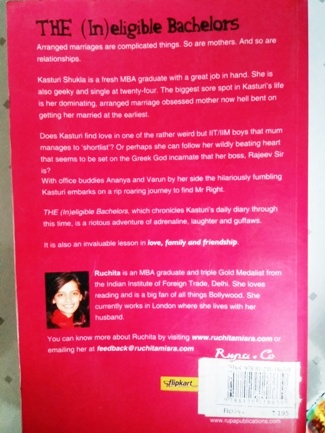 THE (In)eligible Bachelors
Arranged marriages are complicated things. So are mothers. And so are
relationships.
Kasturi Shukla is a fresh MBA graduate with a great job in hand. She is
also geeky and single at twenty-four. The biggest sore spot in Kasturi's life
is her dominating, arranged marriage obsessed mother now hell bent on
getting her married at the earliest.
Does Kasturi find love in one of the rather weird but IIT/IIM boys that mum
manages to 'shortlist'? Or perhaps she can follow her wildly beating heart
that seems to be set on the Greek God incarnate that her boss, Rajeev Sir
is?
With office buddies Ananya and Varun by her side the hilariously fumbling
Kasturi embarks on a rip roaring journey to find Mr Right.
THE (In)eligible Bachelors, which chronicles Kasturi's daily diary through
this time, is a riotous adventure of adrenaline, laughter and guffaws.
It is also an invaluable lesson in love, family and friendship.
Ruchita is an MBA graduate and triple Gold Medalist from
the Indian Institute of Foreign Trade, Delhi. She loves
reading and is a big fan of all things Bollywood. She
currently works in London where she lives with her
husband.
You can know more about Ruchita by visiting www.ruchitamisra.com or
emailing her at feedback@ruchitamisra.com
Rupa & Co
flipkart
www.rupapublications.com